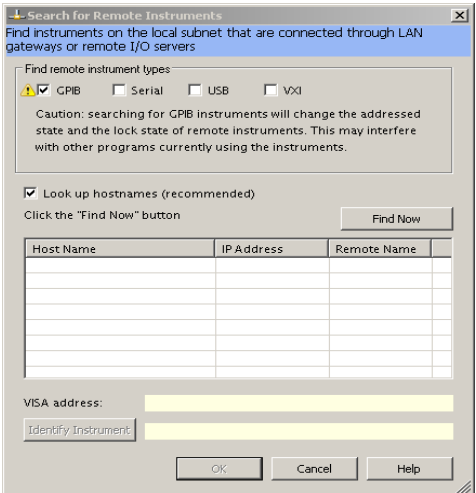 Search for Remote Instruments
Find instruments on the local subnet that are connected through LAN
gateways or remote I/O servers
Find remote instrument types
GPIB Serial USB VXI
Caution: searching for GPIB instruments will change the addressed
state and the lock state of remote instruments. This may interfere
with other programs currently using the instruments.
Look up hostnames (recommended)
Click the "Find Now" button
Find Now
Host Name IP Address Remote Name
VISA address:
Identify Instrument
OK Cancel Help